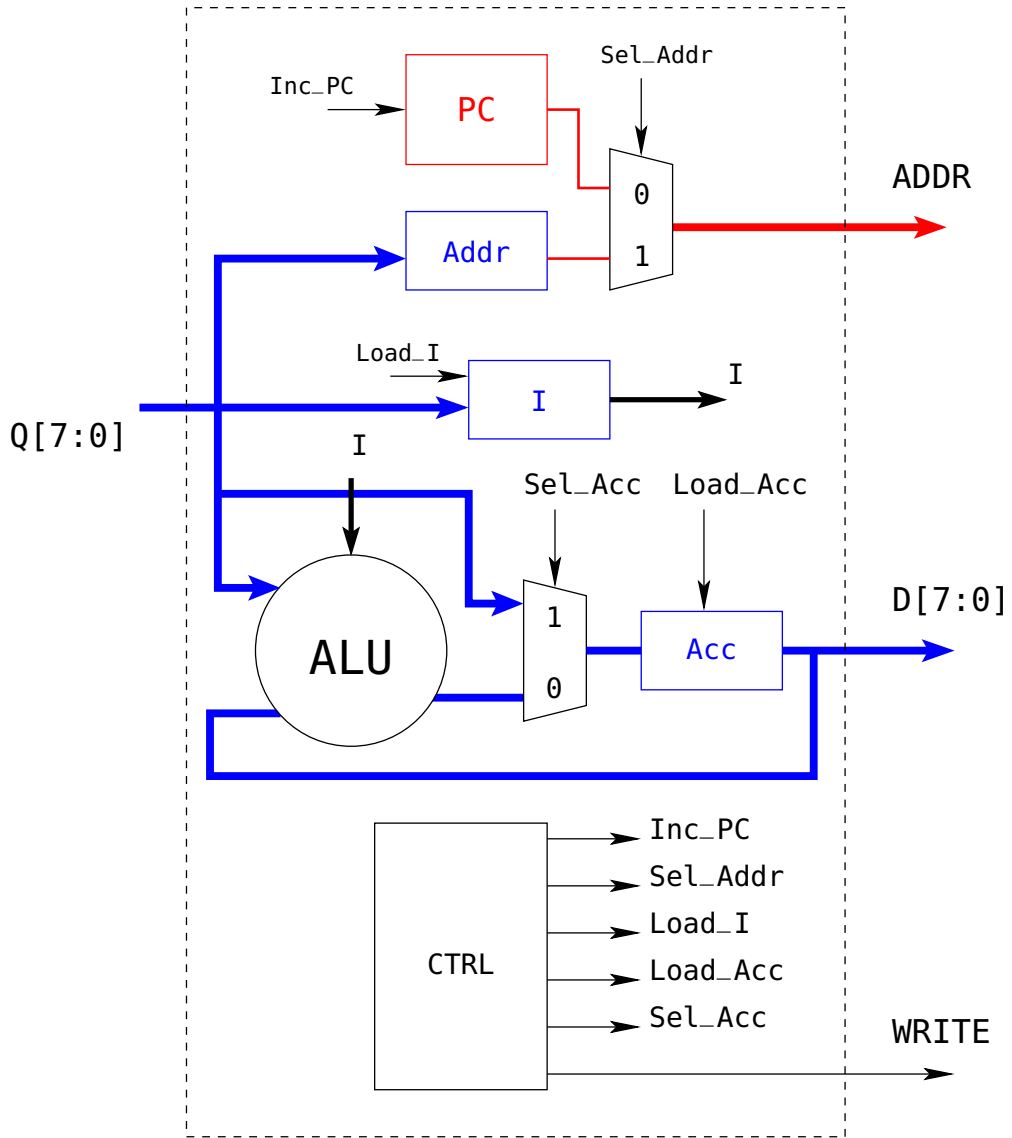 Sel_Addr
Inc_PC
PC
ADDR
0
Addr
1
Load_I
I
I
Q[7:0]
I
Sel_Acc
Load_Acc
D[7:0]
1
ALU
Acc
0
Inc_PC
Sel_Addr
Load_I
CTRL
Load_Acc
Sel_Acc
WRITE